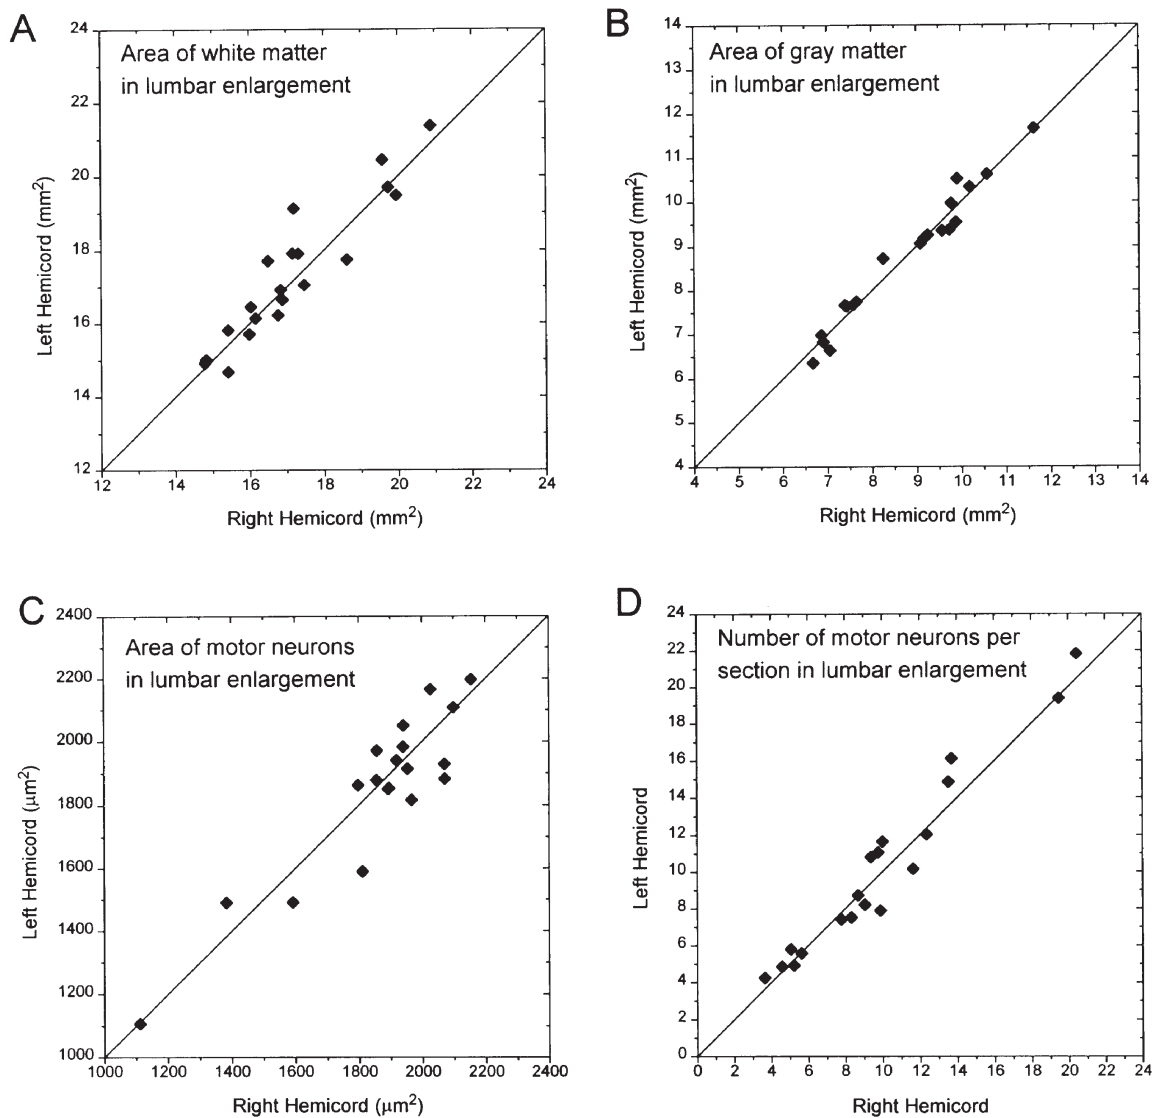 A
Area of white matter
in lumbar enlargement
24
22
20
18
16
14
12
Left Hemicord (mm²)
12 14 16 18 20 22 24
Right Hemicord (mm²)
B
Area of gray matter
in lumbar enlargement
14
13
12
11
10
9
8
7
6
5
4
Left Hemicord (mm²)
4 5 6 7 8 9 10 11 12 13 14
Right Hemicord (mm²)
C
Area of motor neurons
in lumbar enlargement
2400
2200
2000
1800
1600
1400
1200
1000
Left Hemicord (μm²)
1000 1200 1400 1600 1800 2000 2200 2400
Right Hemicord (μm²)
D
Number of motor neurons per
section in lumbar enlargement
24
22
20
18
16
14
12
10
8
6
4
2
0
Left Hemicord
0 2 4 6 8 10 12 14 16 18 20 22 24
Right Hemicord